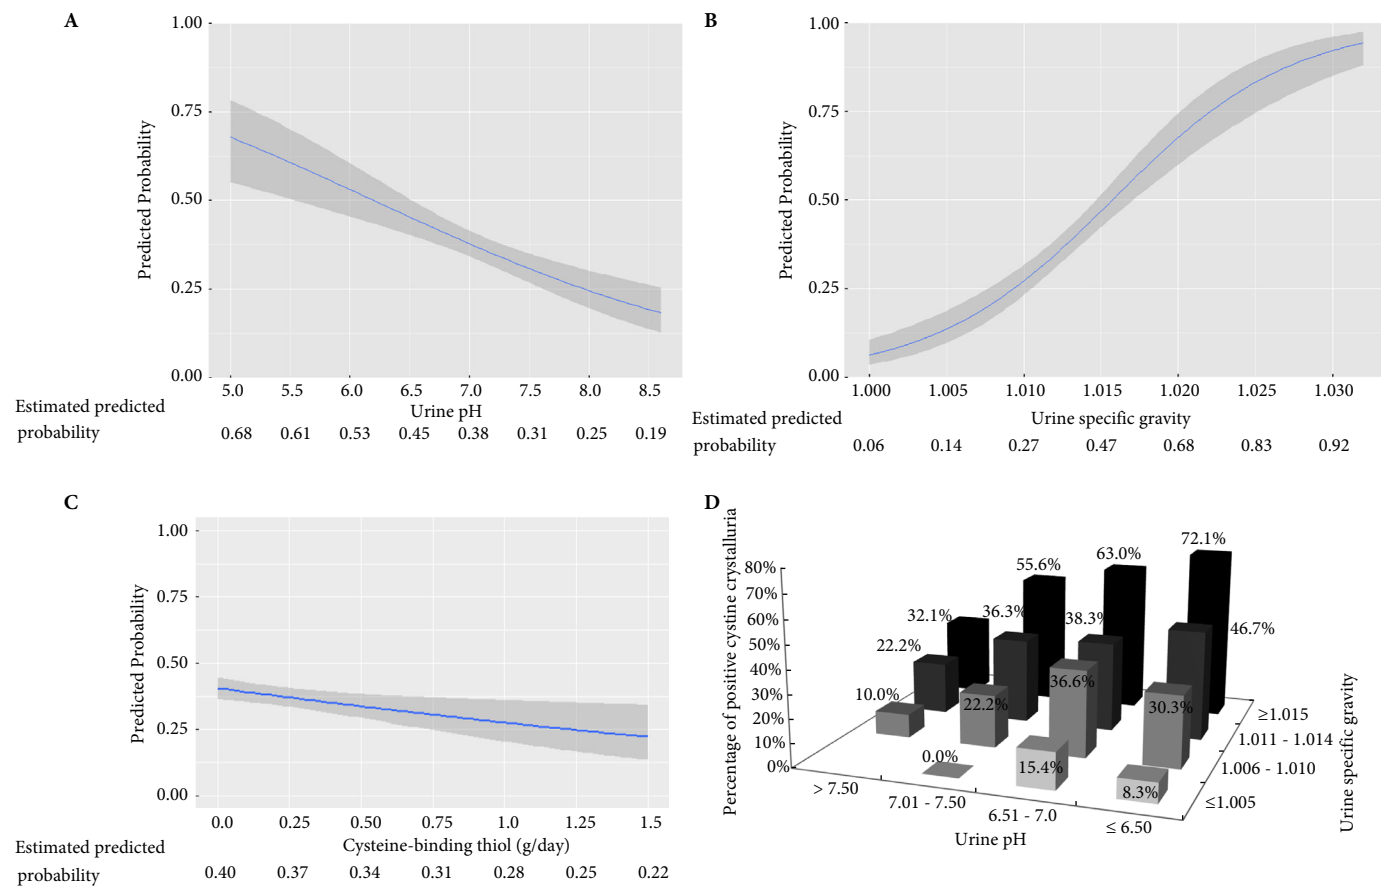 A
Predicted Probability
1.00
0.75
0.50
0.25
0.00
5.0 5.5 6.0 6.5 7.0 7.5 8.0 8.5
Urine pH
Estimated predicted
probability
0.68 0.61 0.53 0.45 0.38 0.31 0.25 0.19
B
Predicted Probability
1.00
0.75
0.50
0.25
0.00
1.000 1.005 1.010 1.015 1.020 1.025 1.030
Urine specific gravity
Estimated predicted
probability
0.06 0.14 0.27 0.47 0.68 0.83 0.92
C
Predicted Probability
1.00
0.75
0.50
0.25
0.00
0.0 0.25 0.50 0.75 1.0 1.25 1.5
Cysteine-binding thiol (g/day)
Estimated predicted
probability
0.40 0.37 0.34 0.31 0.28 0.25 0.22
D
Percentage of positive cystine crystalluria
80%
70%
60%
50%
40%
30%
20%
10%
0%
32.1% 55.6% 63.0% 72.1%
22.2% 36.3% 38.3% 46.7%
10.0% 22.2% 36.6% 30.3%
0.0% 15.4% 8.3%
> 7.50
7.01 - 7.50
6.51 - 7.0
≤ 6.50
Urine pH
≥1.015
1.011 - 1.014
1.006 - 1.010
≤1.005
Urine specific gravity